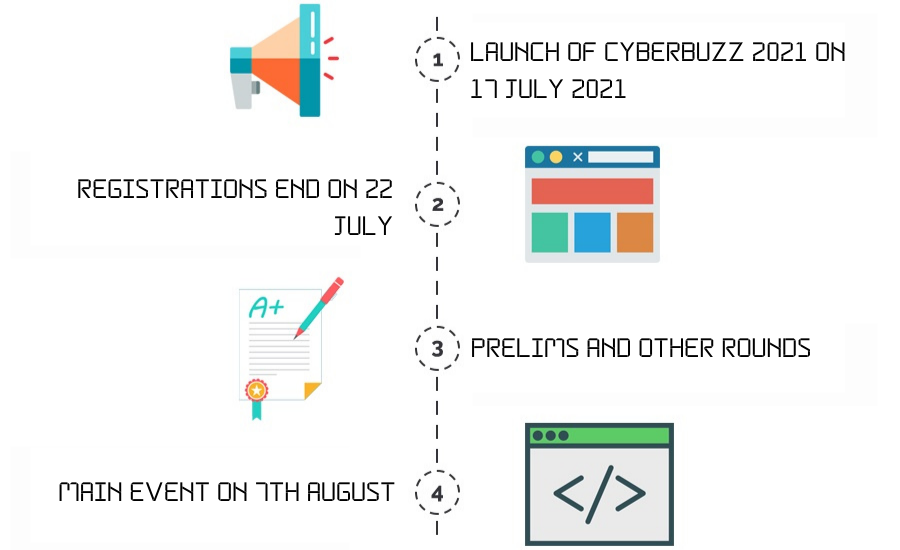 1
LAUNCH OF CYBERBUZZ 2021 ON
17 JULY 2021
REGISTRATIONS END ON 22
JULY
2
A+
3
PRELIMS AND OTHER ROUNDS
MAIN EVENT ON 7TH AUGUST
4
</>